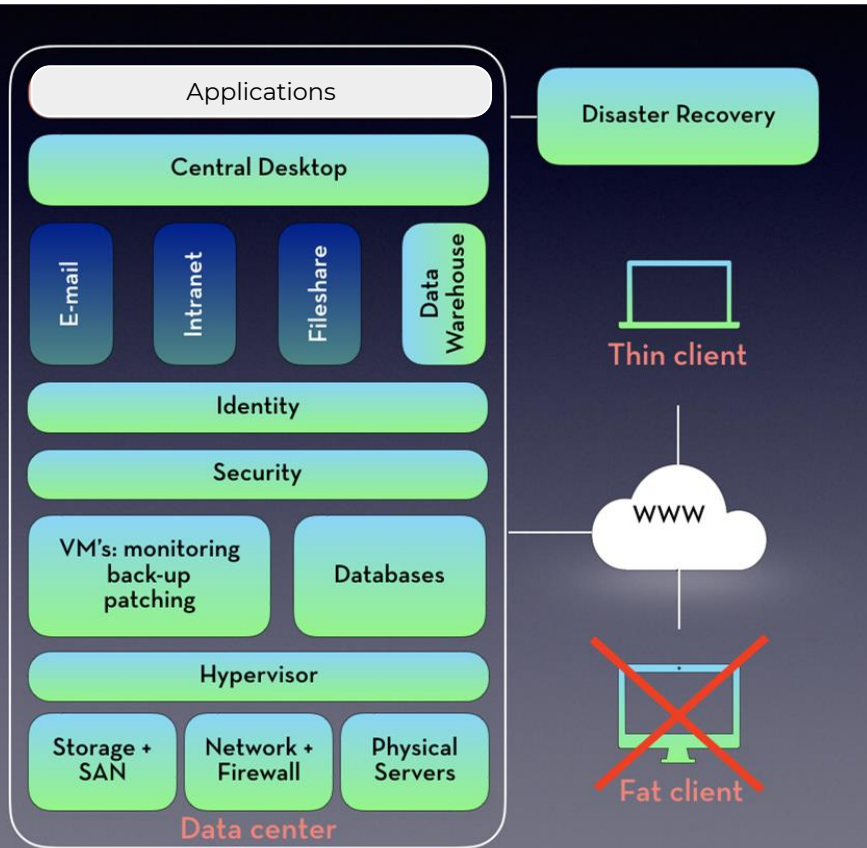 Applications
Disaster Recovery
Central Desktop
E-mail
Intranet
Fileshare
Data
Warehouse
Thin client
Identity
Security
WWW
VM's: monitoring
back-up
patching
Databases
Hypervisor
Storage +
SAN
Network +
Firewall
Physical
Servers
Fat client
Data center